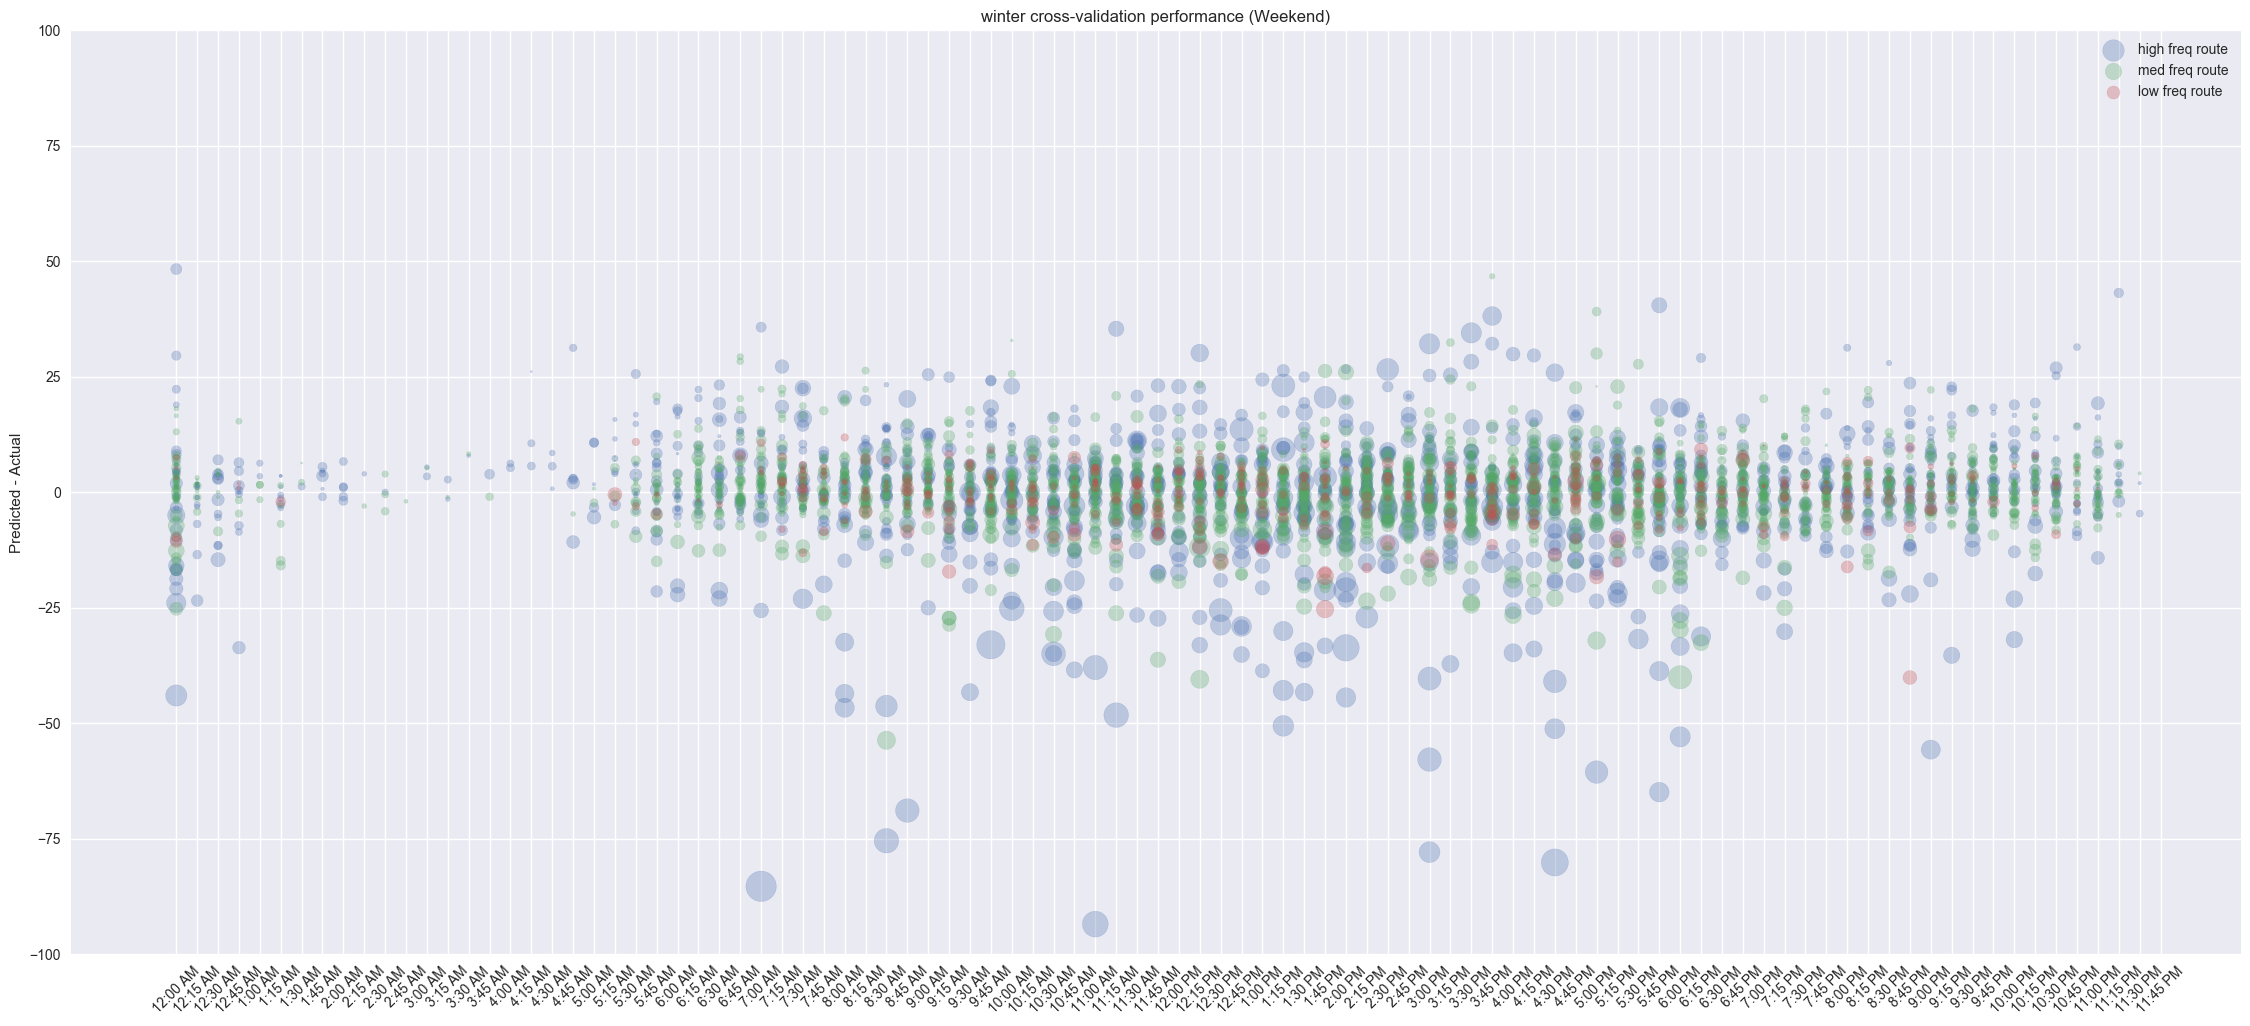 winter cross-validation performance (Weekend)
100
75
50
25
0
−25
−50
−75
−100
Predicted - Actual
high freq route
med freq route
low freq route
12:00 AM
12:15 AM
12:30 AM
12:45 AM
1:00 AM
1:15 AM
1:30 AM
1:45 AM
2:00 AM
2:15 AM
2:30 AM
2:45 AM
3:00 AM
3:15 AM
3:30 AM
3:45 AM
4:00 AM
4:15 AM
4:30 AM
4:45 AM
5:00 AM
5:15 AM
5:30 AM
5:45 AM
6:00 AM
6:15 AM
6:30 AM
6:45 AM
7:00 AM
7:15 AM
7:30 AM
7:45 AM
8:00 AM
8:15 AM
8:30 AM
8:45 AM
9:00 AM
9:15 AM
9:30 AM
9:45 AM
10:00 AM
10:15 AM
10:30 AM
10:45 AM
11:00 AM
11:15 AM
11:30 AM
11:45 AM
12:00 PM
12:15 PM
12:30 PM
12:45 PM
1:00 PM
1:15 PM
1:30 PM
1:45 PM
2:00 PM
2:15 PM
2:30 PM
2:45 PM
3:00 PM
3:15 PM
3:30 PM
3:45 PM
4:00 PM
4:15 PM
4:30 PM
4:45 PM
5:00 PM
5:15 PM
5:30 PM
5:45 PM
6:00 PM
6:15 PM
6:30 PM
6:45 PM
7:00 PM
7:15 PM
7:30 PM
7:45 PM
8:00 PM
8:15 PM
8:30 PM
8:45 PM
9:00 PM
9:15 PM
9:30 PM
9:45 PM
10:00 PM
10:15 PM
10:30 PM
10:45 PM
11:00 PM
11:15 PM
11:30 PM
11:45 PM